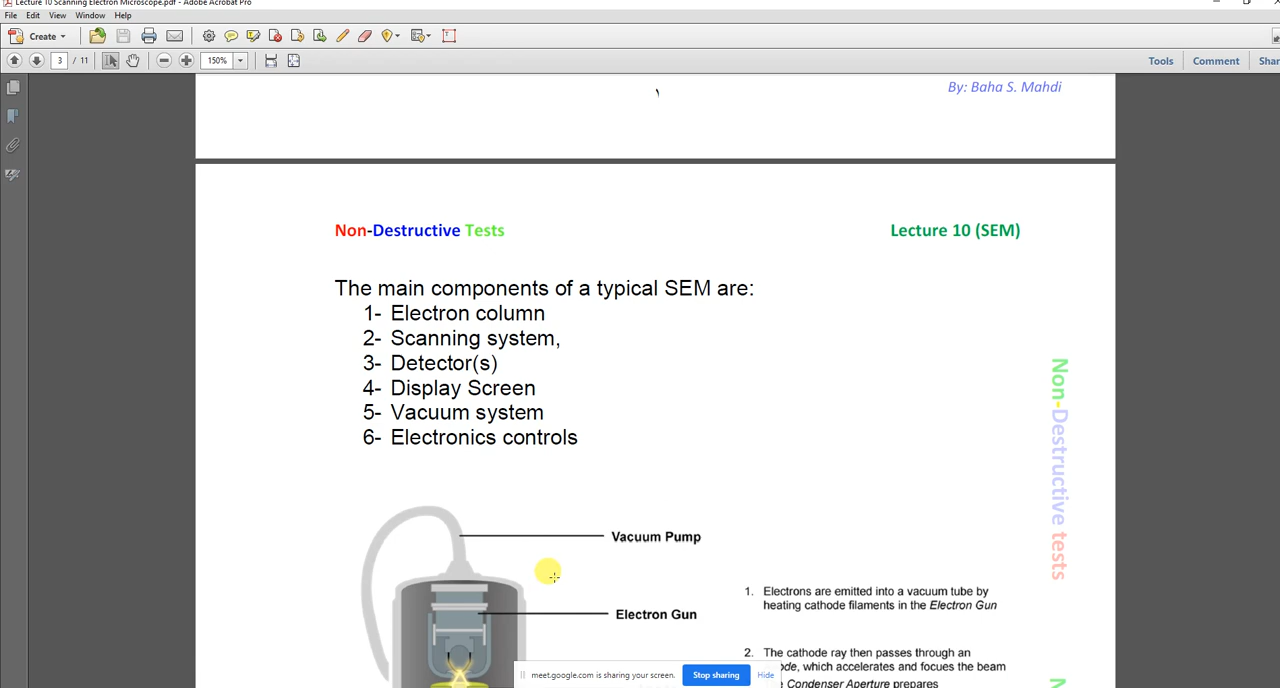 Lecture 10 Scanning Electron Microscope.pdf - Adobe Acrobat Pro
File Edit View Window Help
Create
3 / 11 150% Tools Comment
By: Baha S. Mahdi
Non-Destructive Tests Lecture 10 (SEM)
The main components of a typical SEM are:
1- Electron column
2- Scanning system,
3- Detector(s)
4- Display Screen
5- Vacuum system
6- Electronics controls
Non-Destructive tests
Vacuum Pump
1. Electrons are emitted into a vacuum tube by
heating cathode filaments in the Electron Gun
Electron Gun
2. The cathode ray then passes through an
which accelerates and focues the beam
Condenser Aperture prepares
meet.google.com is sharing your screen. Stop sharing Hide